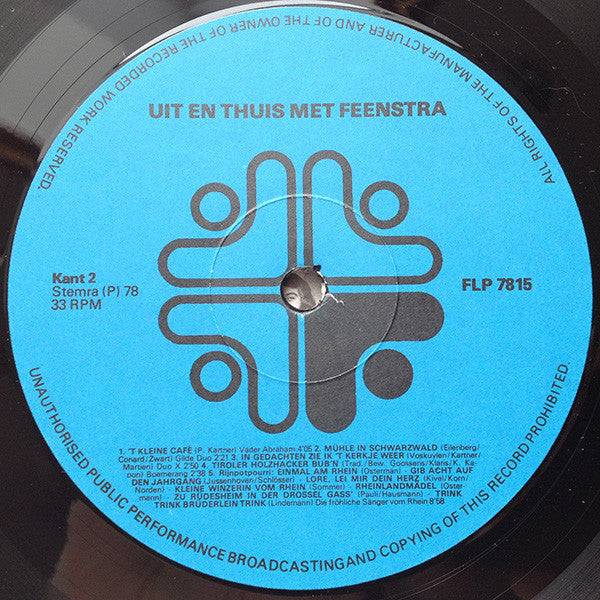 ALL RIGHTS OF THE MANUFACTURER AND OF THE OWNER OF THE RECORDED WORK RESERVED.
UIT EN THUIS MET FEENSTRA
Kant 2
Stemra (P) 78
33 RPM
FLP 7815
1. 'T KLEINE CAFÈ (P. Kartner) Vader Abraham 4'05 2. MÜHLE IN SCHWARZWALD (Eilenberg/
Conard/Zwart) Gilde Duo 2'21 3. IN GEDACHTEN ZIE IK 'T KERKJE WEER (Voskuylen/Kartner/
Martien) Duo X 2'50 4. TIROLER HOLZHACKER BUB'N (Trad./Bew. Goossens/Klaris/K. Ka-
pon) Boemerang 2'38 5. Rijnpotpourri: EINMAL AM RHEIN (Osterman) - GIB ACHT AUF
DEN JAHRGANG (Jussenhoven/Schlösser) - LORE, LEI MIR DEIN HERZ (Kivel/Korn/
Norden) - KLEINE WINZERIN VOM RHEIN (Sommer) - RHEINLANDMÄDEL (Oster-
mann) - ZU RÜDESHEIM IN DER DROSSEL GASS' (Pauli/Hausmann) - TRINK
TRINK BRÜDERLEIN TRINK (Lindemann) Die fröhliche Sänger vom Rhein 8'58
UNAUTHORISED PUBLIC PERFORMANCE BROADCASTING AND COPYING OF THIS RECORD PROHIBITED.